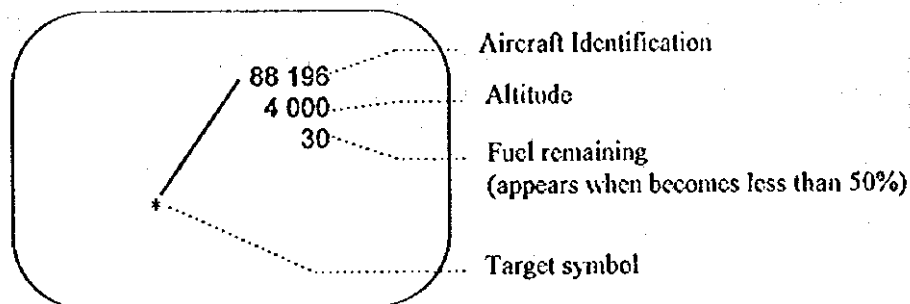 88 196
4 000
30
*
Aircraft Identification
Altitude
Fuel remaining
(appears when becomes less than 50%)
Target symbol